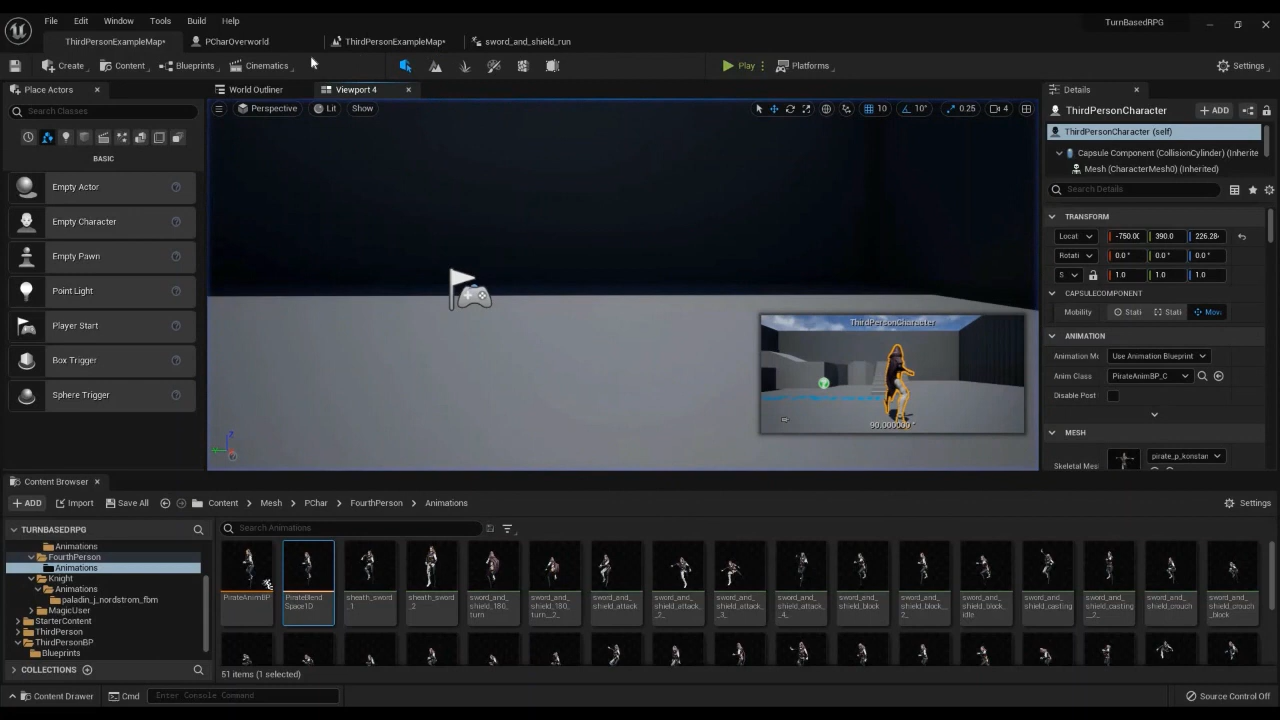 File Edit Window Tools Build Help
TurnBasedRPG
ThirdPersonExampleMap* PCharOverworld ThirdPersonExampleMap* sword_and_shield_run
Create Content Blueprints Cinematics Play Platforms Settings
Place Actors World Outliner Viewport 4 Details
Search Classes Perspective Lit Show 10 10° 0.25 4 ThirdPersonCharacter + ADD
ThirdPersonCharacter (self)
BASIC Capsule Component (CollisionCylinder) (Inherite
Mesh (CharacterMesh0) (Inherited)
Empty Actor
Search Details
Empty Character TRANSFORM
Locat -750.0 390.0 226.28
Empty Pawn Rotati 0.0° 0.0° 0.0°
S 1.0 1.0 1.0
Point Light CAPSULECOMPONENT
Mobility Stati Stati Mova
Player Start ThirdPersonCharacter ANIMATION
Box Trigger Animation Mo Use Animation Blueprint
Anim Class PirateAnimBP_C
Sphere Trigger Disable Post
90.000000 °
MESH
Skeletal Mes pirate_p_konstan
Z
Content Browser
+ ADD Import Save All Content > Mesh > PChar > FourthPerson > Animations Settings
TURNBASEDRPG Search Animations
Animations
FourthPerson
Animations
Knight
Animations
paladin_j_nordstrom_fbm
MagicUser
StarterContent
ThirdPerson
ThirdPersonBP
Blueprints
COLLECTIONS
PirateAnimBP
PirateBlend
Space1D
sheath_sword
_1
sheath_sword
_2
sword_and_
shield_180_
turn
sword_and_
shield_180_
turn__2_
sword_and_
shield_attack
sword_and_
shield_attack
_2_
sword_and_
shield_attack
_3_
sword_and_
shield_attack
_4_
sword_and_
shield_block
sword_and_
shield_block__
2_
sword_and_
shield_block_
idle
sword_and_
shield_casting
sword_and_
shield_casting
__2_
sword_and_
shield_crouch
sword_and_
shield_crouch
_block
51 items (1 selected)
Content Drawer Cmd Enter Console Command Source Control Off